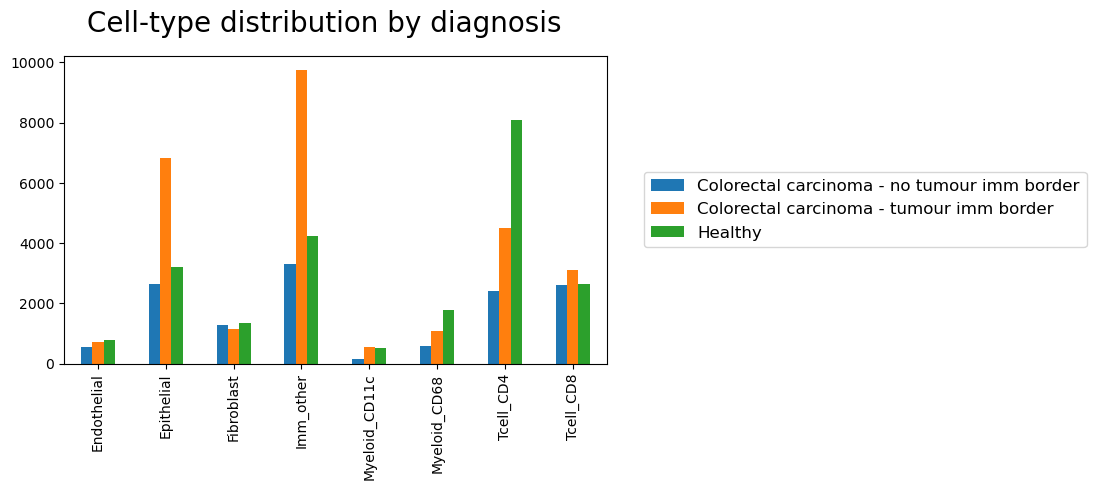 Cell-type distribution by diagnosis
10000
8000
6000
4000
2000
0
Endothelial
Epithelial
Fibroblast
Imm_other
Myeloid_CD11c
Myeloid_CD68
Tcell_CD4
Tcell_CD8
Colorectal carcinoma - no tumour imm border
Colorectal carcinoma - tumour imm border
Healthy